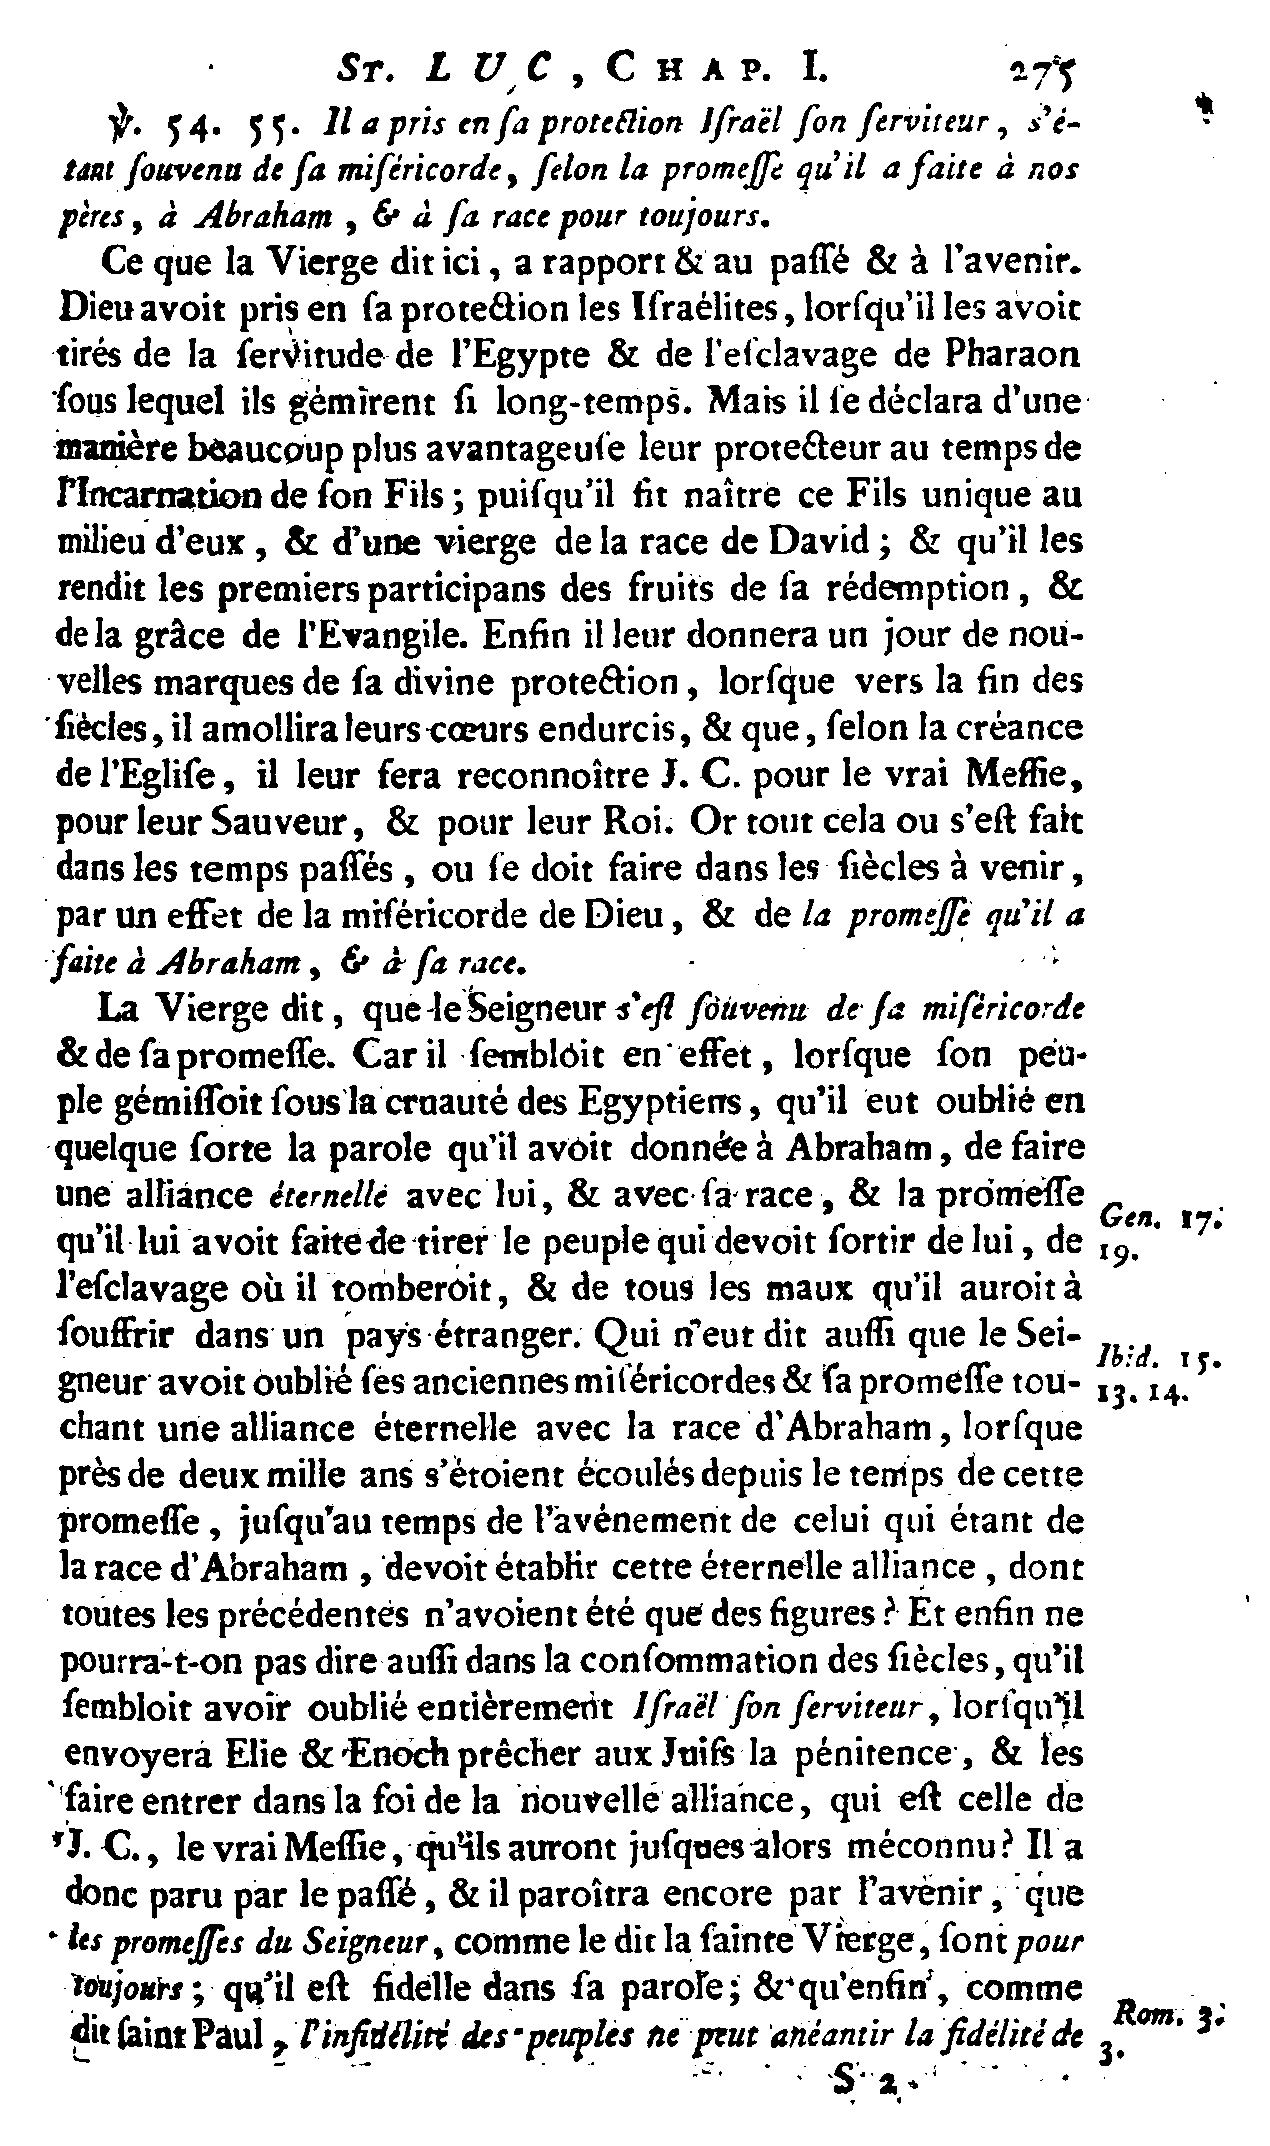 St. LUC, CHAP. I. 275
℣. 54. 55. Il a pris en ſa protection Iſraël ſon ſerviteur, s'é-
tant ſouvenu de ſa miſéricorde, ſelon la promeſſe qu'il a faite à nos
pères, à Abraham, & à ſa race pour toujours.
Ce que la Vierge dit ici, a rapport & au paſſé & à l'avenir.
Dieu avoit pris en ſa protection les Iſraélites, lorſqu'il les avoit
tirés de la ſervitude de l'Egypte & de l'eſclavage de Pharaon
ſous lequel ils gémirent ſi long-temps. Mais il ſe déclara d'une
manière beaucoup plus avantageuſe leur protecteur au temps de
l'Incarnation de ſon Fils; puiſqu'il fit naître ce Fils unique au
milieu d'eux, & d'une vierge de la race de David; & qu'il les
rendit les premiers participans des fruits de ſa rédemption, &
de la grâce de l'Evangile. Enfin il leur donnera un jour de nou-
velles marques de ſa divine protection, lorſque vers la fin des
ſiècles, il amollira leurs cœurs endurcis, & que, ſelon la créance
de l'Egliſe, il leur fera reconnoître J. C. pour le vrai Meſſie,
pour leur Sauveur, & pour leur Roi. Or tout cela ou s'eſt fait
dans les temps paſſés, ou ſe doit faire dans les ſiècles à venir,
par un effet de la miſéricorde de Dieu, & de la promeſſe qu'il a
faite à Abraham, & à ſa race.
La Vierge dit, que le Seigneur s'eſt ſouvenu de ſa miſéricorde
& de ſa promeſſe. Car il ſembloit en effet, lorſque ſon peu-
ple gémiſſoit ſous la cruauté des Egyptiens, qu'il eut oublié en
quelque ſorte la parole qu'il avoit donnée à Abraham, de faire
une alliance éternelle avec lui, & avec ſa race, & la promeſſe
qu'il lui avoit faite de tirer le peuple qui devoit ſortir de lui, de
l'eſclavage où il tomberoit, & de tous les maux qu'il auroit à
ſouffrir dans un pays étranger. Qui n'eut dit auſſi que le Sei-
gneur avoit oublié ſes anciennes miſéricordes & ſa promeſſe tou-
chant une alliance éternelle avec la race d'Abraham, lorſque
près de deux mille ans s'étoient écoulés depuis le temps de cette
promeſſe, juſqu'au temps de l'avénement de celui qui étant de
la race d'Abraham, devoit établir cette éternelle alliance, dont
toutes les précédentes n'avoient été que des figures? Et enfin ne
pourra-t-on pas dire auſſi dans la conſommation des ſiècles, qu'il
ſembloit avoir oublié entièrement Iſraël ſon ſerviteur, lorſqu'il
envoyera Elie & Enoch prêcher aux Juifs la pénitence, & les
faire entrer dans la foi de la nouvelle alliance, qui eſt celle de
J. C., le vrai Meſſie, qu'ils auront juſques alors méconnu? Il a
donc paru par le paſſé, & il paroîtra encore par l'avenir, que
les promeſſes du Seigneur, comme le dit la ſainte Vierge, ſont pour
toujours; qu'il eſt fidelle dans ſa parole; & qu'enfin, comme
dit ſaint Paul, l'infidélité des peuples ne peut anéantir la fidélité de
Gen. 17.
19.
Ibid. 15.
13. 14.
Rom. 3.
3.
S 2